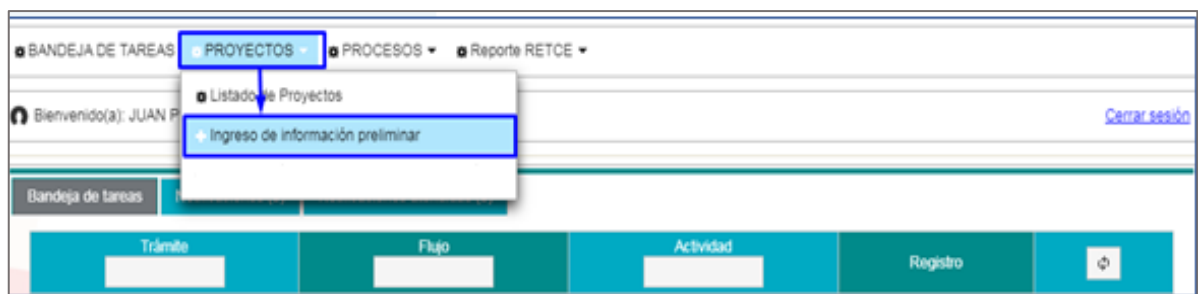 BANDEJA DE TAREAS PROYECTOS PROCESOS Reporte RETCE
Listado de Proyectos
Bienvenido(a): JUAN P Cerrar sesión
Ingreso de información preliminar
Bandeja de tareas
Trámite Flujo Actividad Registro